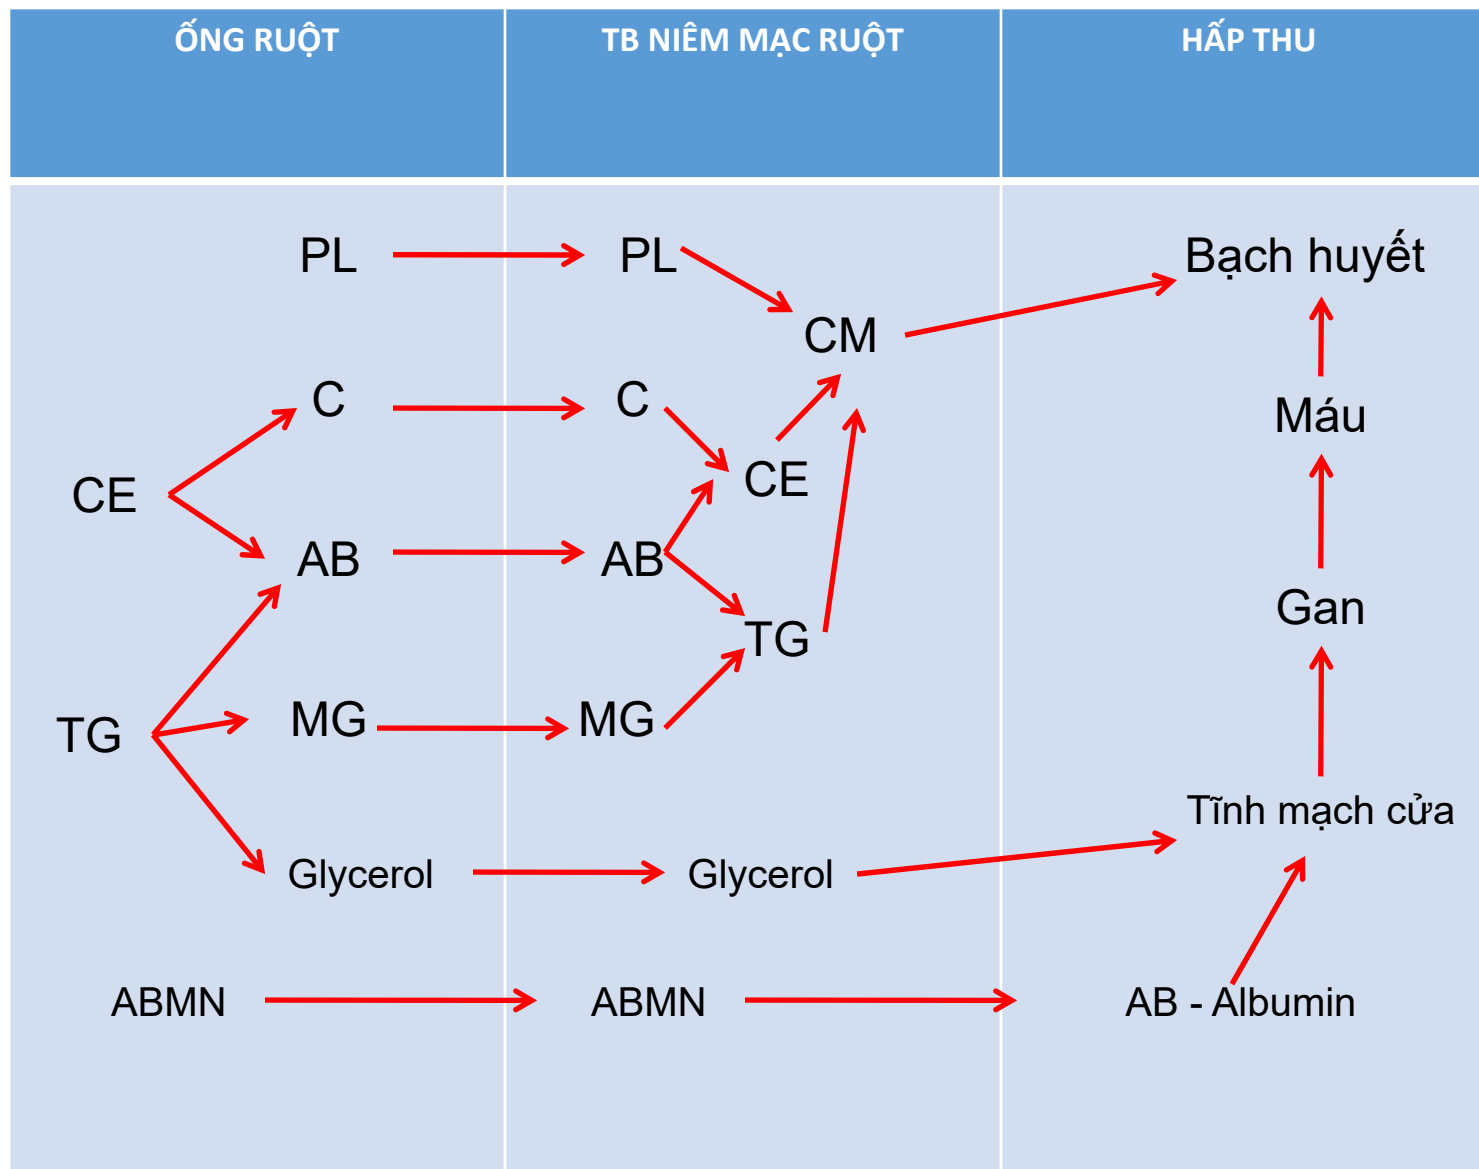 ỐNG RUỘT
TB NIÊM MẠC RUỘT
HẤP THU
PL
PL
Bạch huyết
CM
C
C
Máu
CE
CE
AB
AB
Gan
TG
MG
MG
TG
Tĩnh mạch cửa
Glycerol
Glycerol
ABMN
ABMN
AB - Albumin